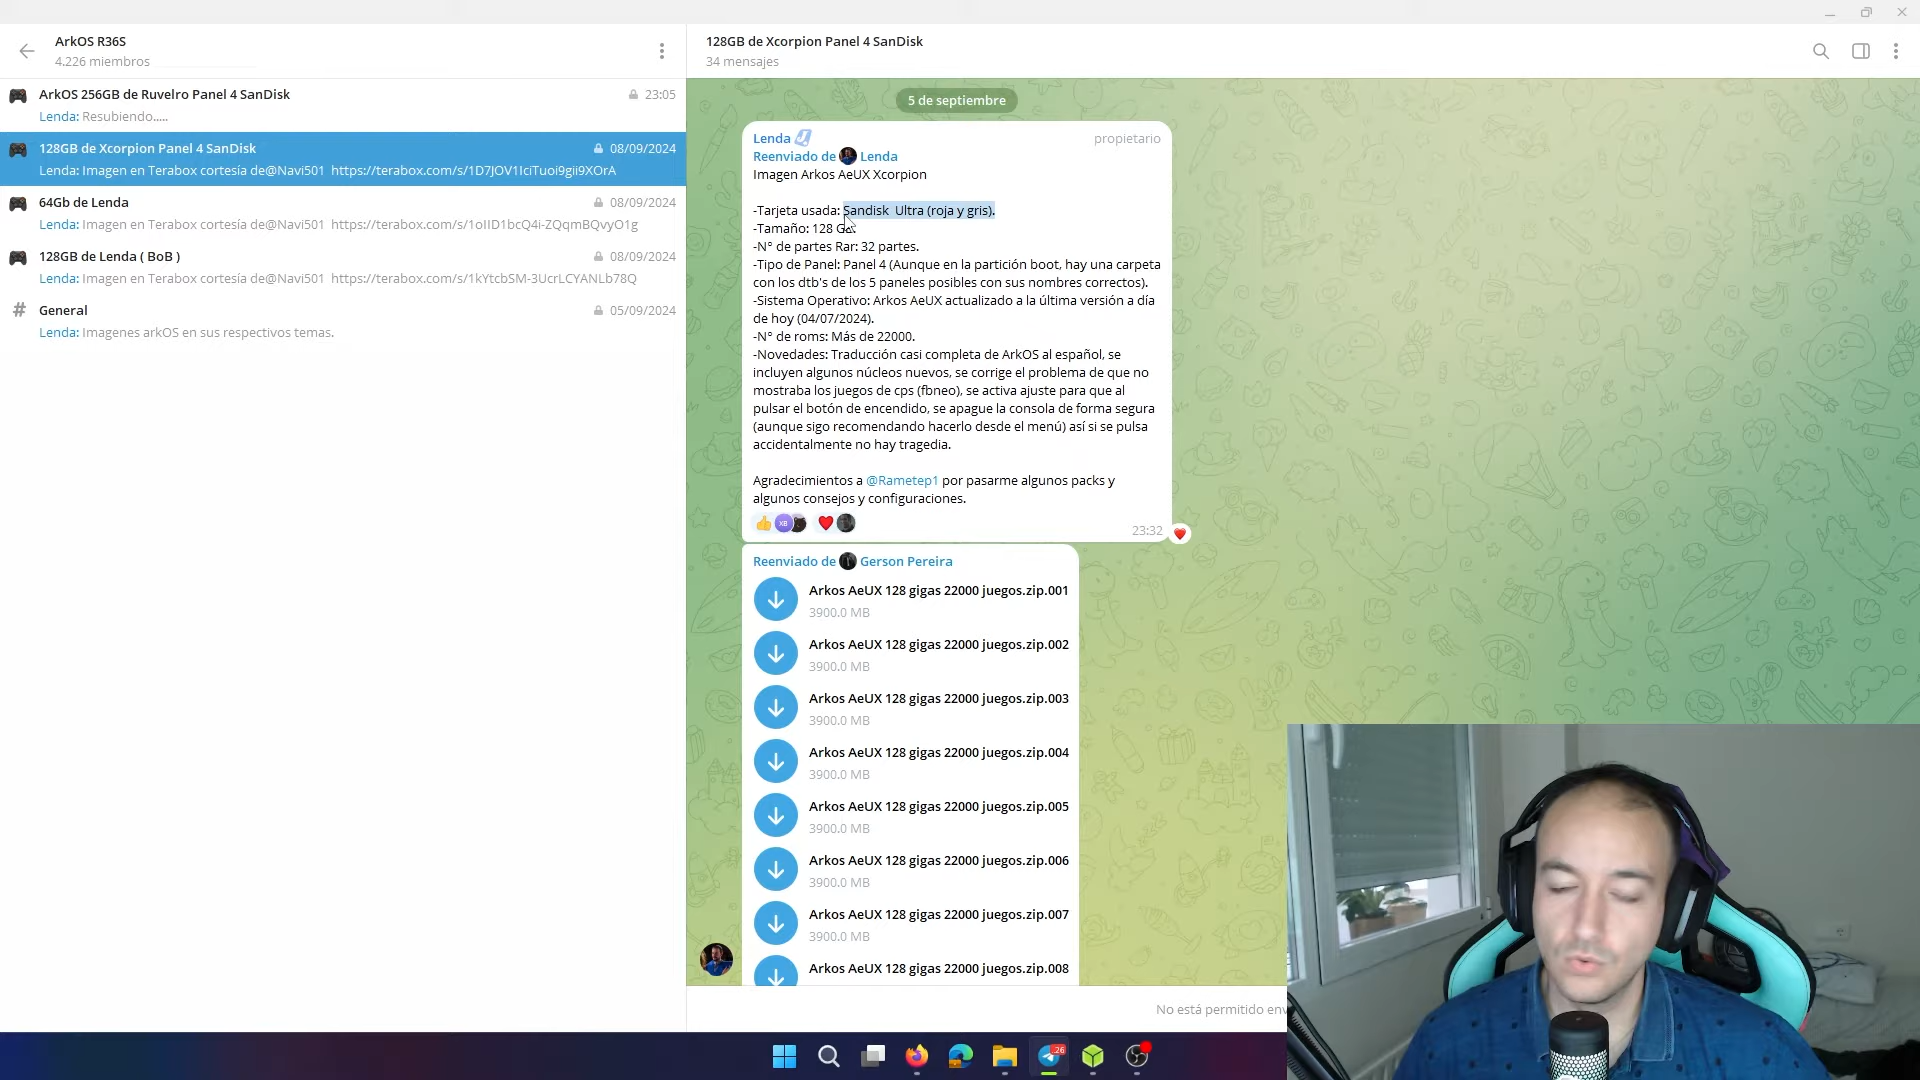 ArkOS R36S
4.226 miembros
ArkOS 256GB de Ruvelro Panel 4 SanDisk
23:05
Lenda: Resubiendo.....
128GB de Xcorpion Panel 4 SanDisk
08/09/2024
Lenda: Imagen en Terabox cortesía de@Navi501 https://terabox.com/s/1D7JOV1IciTuoi9gii9XOrA
64Gb de Lenda
08/09/2024
Lenda: Imagen en Terabox cortesía de@Navi501 https://terabox.com/s/1oIID1bcQ4i-ZQqmBQvyO1g
128GB de Lenda ( BoB )
08/09/2024
Lenda: Imagen en Terabox cortesía de@Navi501 https://terabox.com/s/1kYtcbSM-3UcrLCYANLb78Q
# General
05/09/2024
Lenda: Imagenes arkOS en sus respectivos temas.
128GB de Xcorpion Panel 4 SanDisk
34 mensajes
5 de septiembre
Lenda
propietario
Reenviado de Lenda
Imagen Arkos AeUX Xcorpion
-Tarjeta usada: Sandisk Ultra (roja y gris).
-Tamaño: 128
-Nº de partes Rar: 32 partes.
-Tipo de Panel: Panel 4 (Aunque en la partición boot, hay una carpeta
con los dtb's de los 5 paneles posibles con sus nombres correctos).
-Sistema Operativo: Arkos AeUX actualizado a la última versión a día
de hoy (04/07/2024).
-Nº de roms: Más de 22000.
-Novedades: Traducción casi completa de ArkOS al español, se
incluyen algunos núcleos nuevos, se corrige el problema de que no
mostraba los juegos de cps (fbneo), se activa ajuste para que al
pulsar el botón de encendido, se apague la consola de forma segura
(aunque sigo recomendando hacerlo desde el menú) así si se pulsa
accidentalmente no hay tragedia.
Agradecimientos a @Rametep1 por pasarme algunos packs y
algunos consejos y configuraciones.
XB
23:32
Reenviado de Gerson Pereira
Arkos AeUX 128 gigas 22000 juegos.zip.001
3900.0 MB
Arkos AeUX 128 gigas 22000 juegos.zip.002
3900.0 MB
Arkos AeUX 128 gigas 22000 juegos.zip.003
3900.0 MB
Arkos AeUX 128 gigas 22000 juegos.zip.004
3900.0 MB
Arkos AeUX 128 gigas 22000 juegos.zip.005
3900.0 MB
Arkos AeUX 128 gigas 22000 juegos.zip.006
3900.0 MB
Arkos AeUX 128 gigas 22000 juegos.zip.007
3900.0 MB
Arkos AeUX 128 gigas 22000 juegos.zip.008
No está permitido env